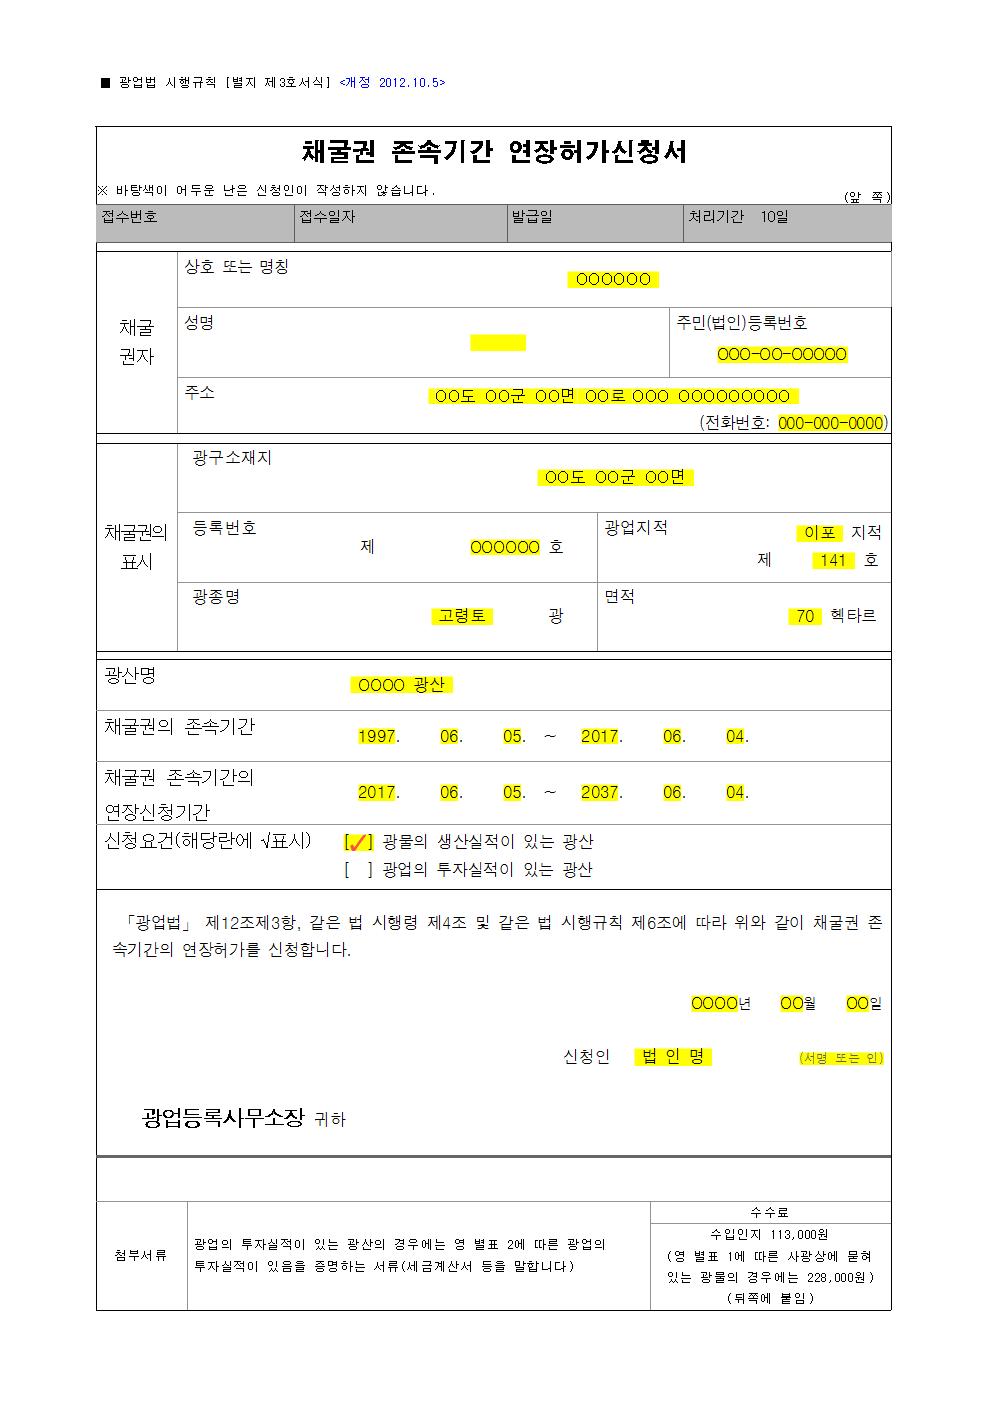 ■ 광업법 시행규칙 [별지 제3호서식] <개정 2012.10.5>
채굴권 존속기간 연장허가신청서
※ 바탕색이 어두운 난은 신청인이 작성하지 않습니다.
(앞 쪽)
접수번호 접수일자 발급일 처리기간 10일
상호 또는 명칭
OOOOOO
채굴
권자
성명 주민(법인)등록번호
OOO-OO-OOOOO
주소 OO도 OO군 OO면 OO로 OOO OOOOOOOOO
(전화번호: 000-000-0000)
광구소재지
OO도 OO군 OO면
채굴권의
표시
등록번호 광업지적
제 OOOOOO 호
이포 지적
제 141 호
광종명 면적
고령토 광 70 헥타르
광산명 OOOO 광산
채굴권의 존속기간 1997. 06. 05. ~ 2017. 06. 04.
채굴권 존속기간의
연장신청기간
2017. 06. 05. ~ 2037. 06. 04.
신청요건(해당란에 √표시) [✓] 광물의 생산실적이 있는 광산
[ ] 광업의 투자실적이 있는 광산
「광업법」 제12조제3항, 같은 법 시행령 제4조 및 같은 법 시행규칙 제6조에 따라 위와 같이 채굴권 존
속기간의 연장허가를 신청합니다.
OOOO년 OO월 OO일
신청인 법 인 명 (서명 또는 인)
광업등록사무소장 귀하
첨부서류
광업의 투자실적이 있는 광산의 경우에는 영 별표 2에 따른 광업의
투자실적이 있음을 증명하는 서류(세금계산서 등을 말합니다)
수수료
수입인지 113,000원
(영 별표 1에 따른 사광상에 묻혀
있는 광물의 경우에는 228,000원)
(뒤쪽에 붙임)